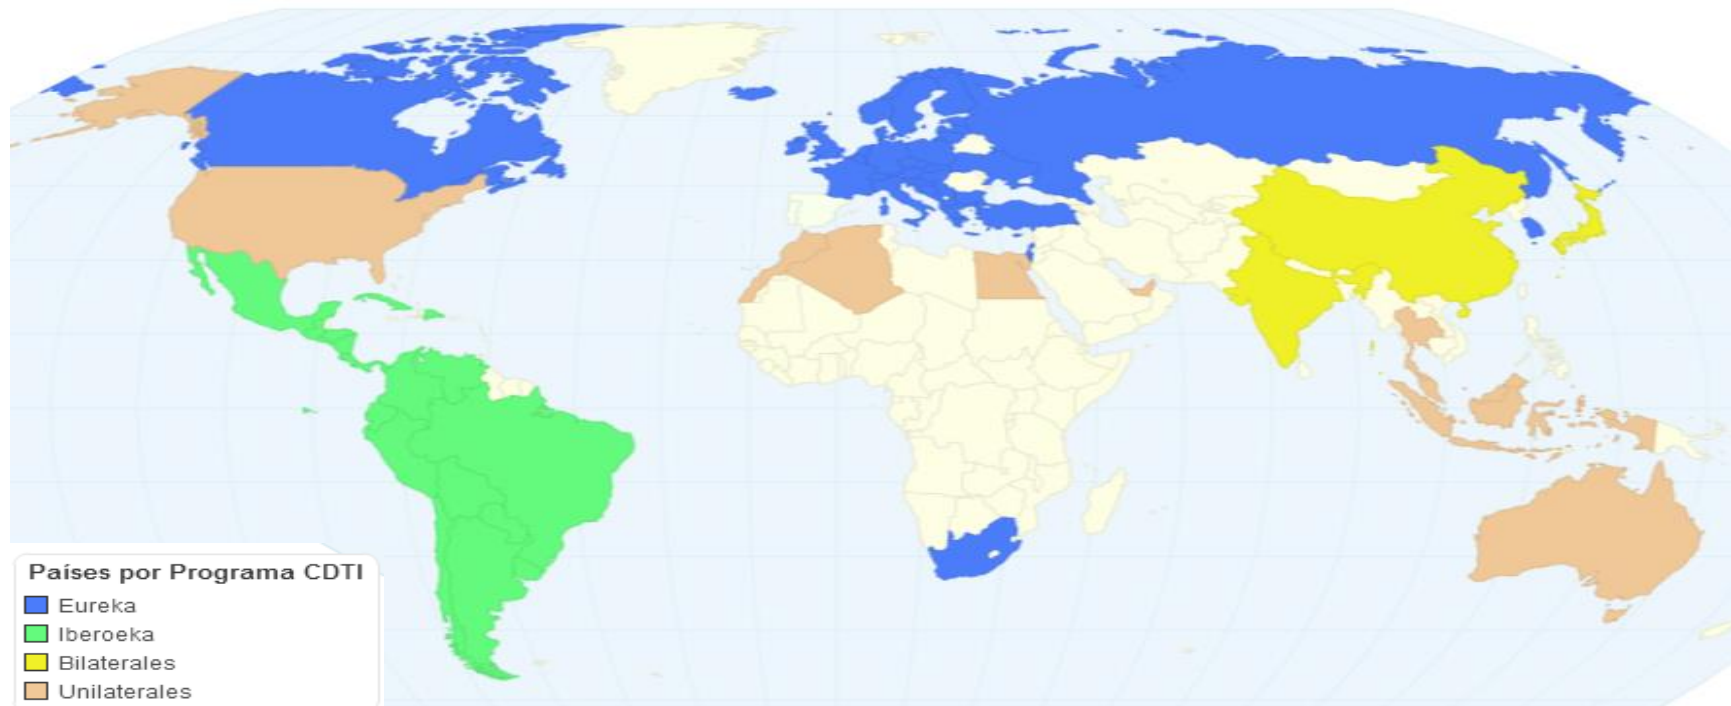 Países por Programa CDTI
Eureka
Iberoeka
Bilaterales
Unilaterales